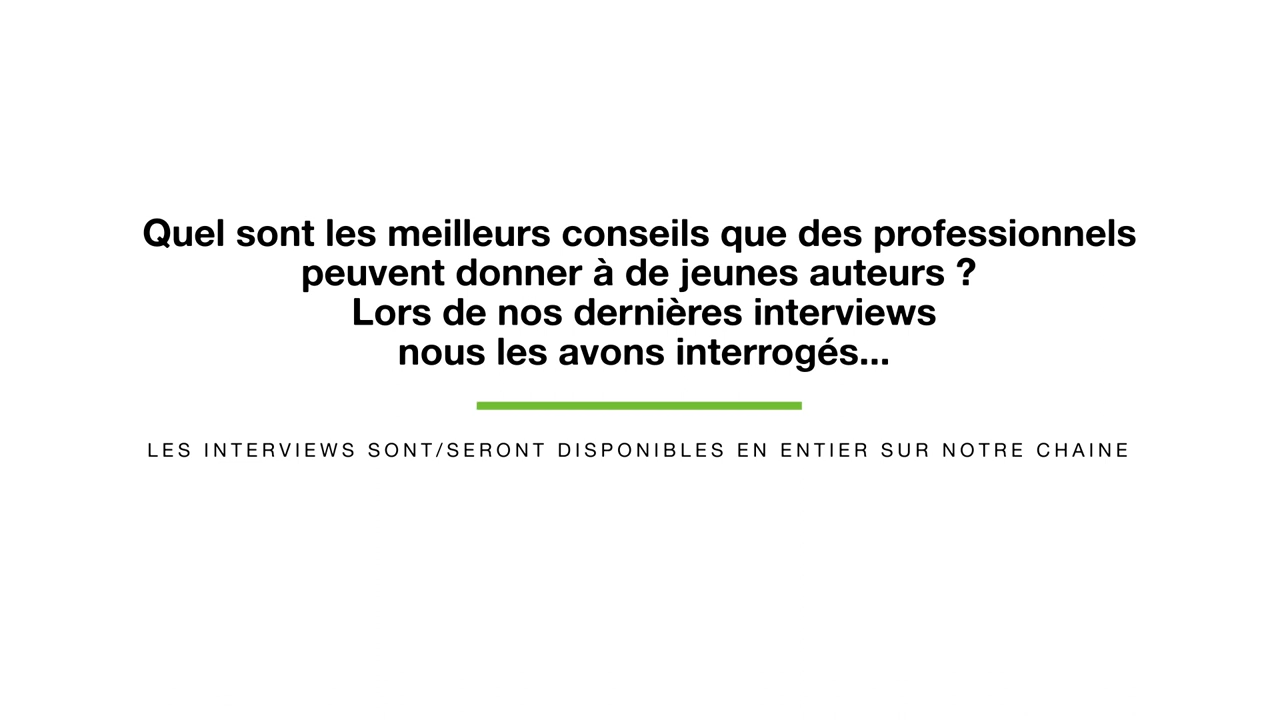 Quel sont les meilleurs conseils que des professionnels
peuvent donner à de jeunes auteurs ?
Lors de nos dernières interviews
nous les avons interrogés...
LES INTERVIEWS SONT/SERONT DISPONIBLES EN ENTIER SUR NOTRE CHAINE